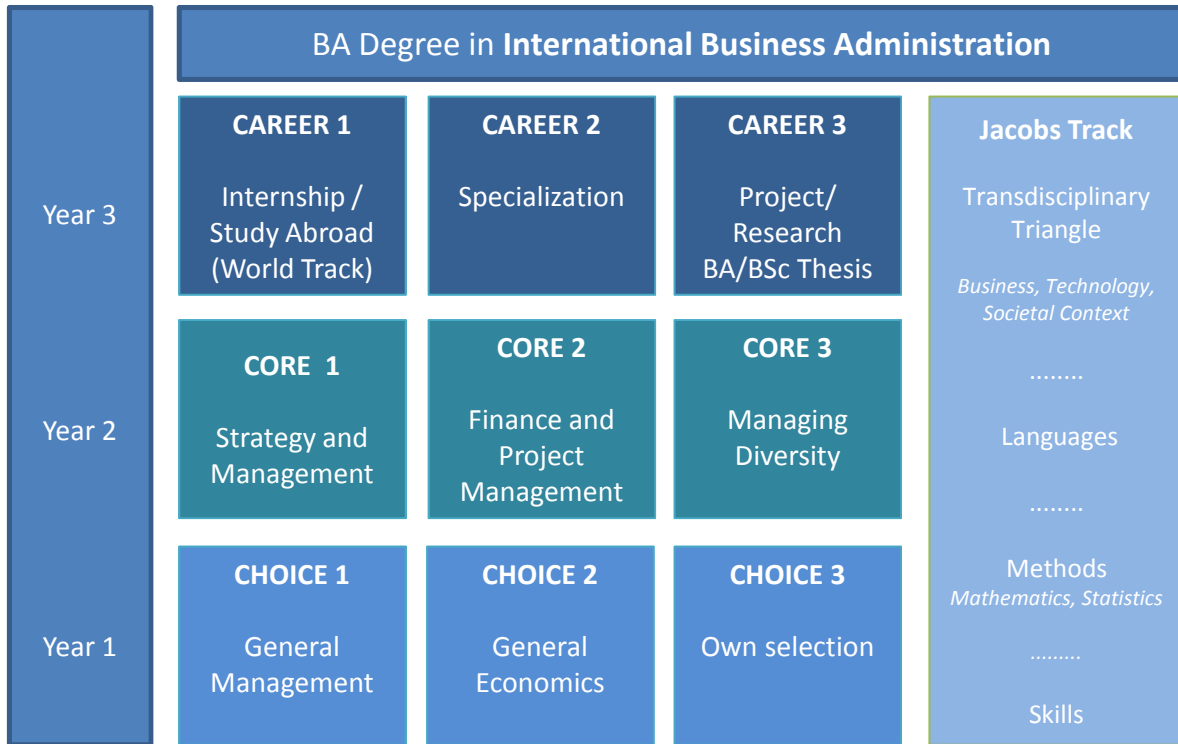 BA Degree in International Business Administration
Year 3
CAREER 1
Internship /
Study Abroad
(World Track)
CAREER 2
Specialization
CAREER 3
Project/
Research
BA/BSc Thesis
Year 2
CORE 1
Strategy and
Management
CORE 2
Finance and
Project
Management
CORE 3
Managing
Diversity
Year 1
CHOICE 1
General
Management
CHOICE 2
General
Economics
CHOICE 3
Own selection
Jacobs Track
Transdisciplinary
Triangle
Business, Technology,
Societal Context
........
Languages
........
Methods
Mathematics, Statistics
.........
Skills